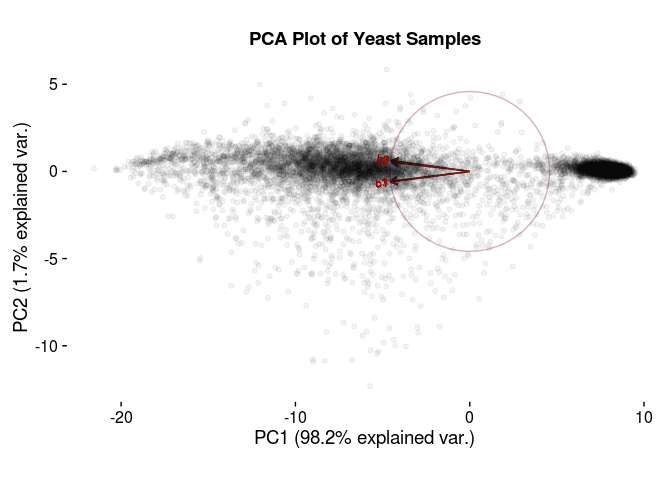 PCA Plot of Yeast Samples
5
0
-5
-10
-20
-10
0
10
PC1 (98.2% explained var.)
PC2 (1.7% explained var.)